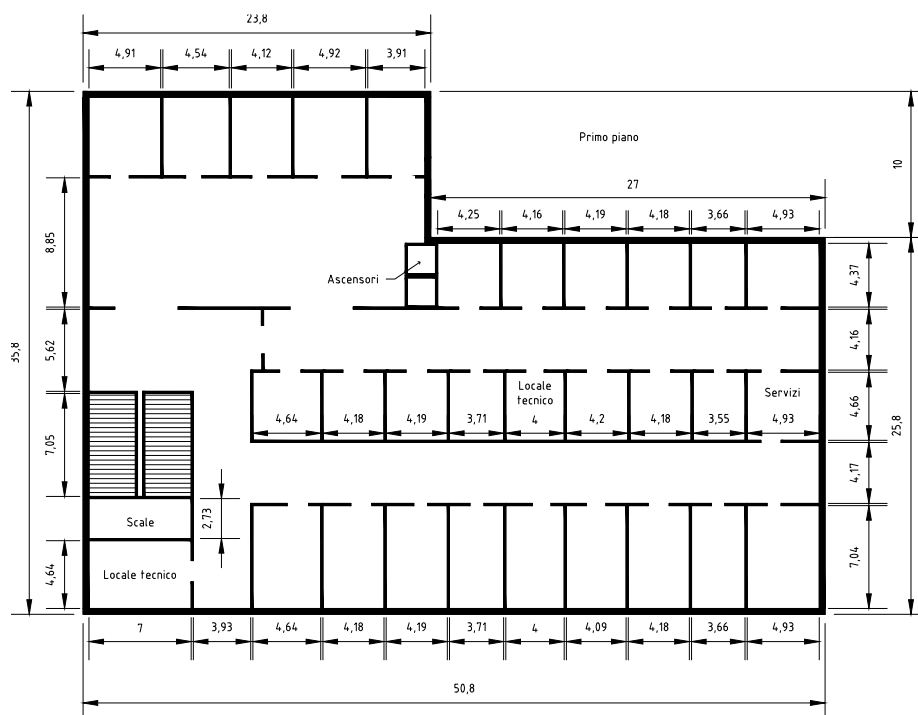 23,8
4,91 4,54 4,12 4,92 3,91
Primo piano
10
27
4,25 4,16 4,19 4,18 3,66 4,93
8,85
Ascensori
4,37
35,8
5,62
4,16
Locale
tecnico
Servizi
4,64 4,18 4,19 3,71 4 4,2 4,18 3,55 4,93
4,66
25,8
7,05
4,17
Scale
2,73
Locale tecnico
4,64
7,04
7 3,93 4,64 4,18 4,19 3,71 4 4,09 4,18 3,66 4,93
50,8